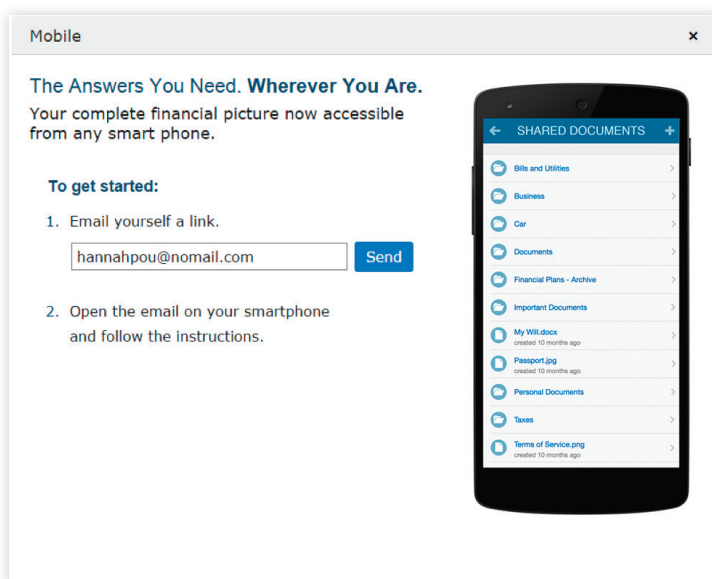 Mobile ×
The Answers You Need. Wherever You Are.
Your complete financial picture now accessible
from any smart phone.
To get started:
1. Email yourself a link.
hannahpou@nomail.com Send
2. Open the email on your smartphone
and follow the instructions.
SHARED DOCUMENTS
Bills and Utilities
Business
Car
Documents
Financial Plans - Archive
Important Documents
My Will.docx
created 10 months ago
Passport.jpg
created 10 months ago
Personal Documents
Taxes
Terms of Service.png
created 10 months ago